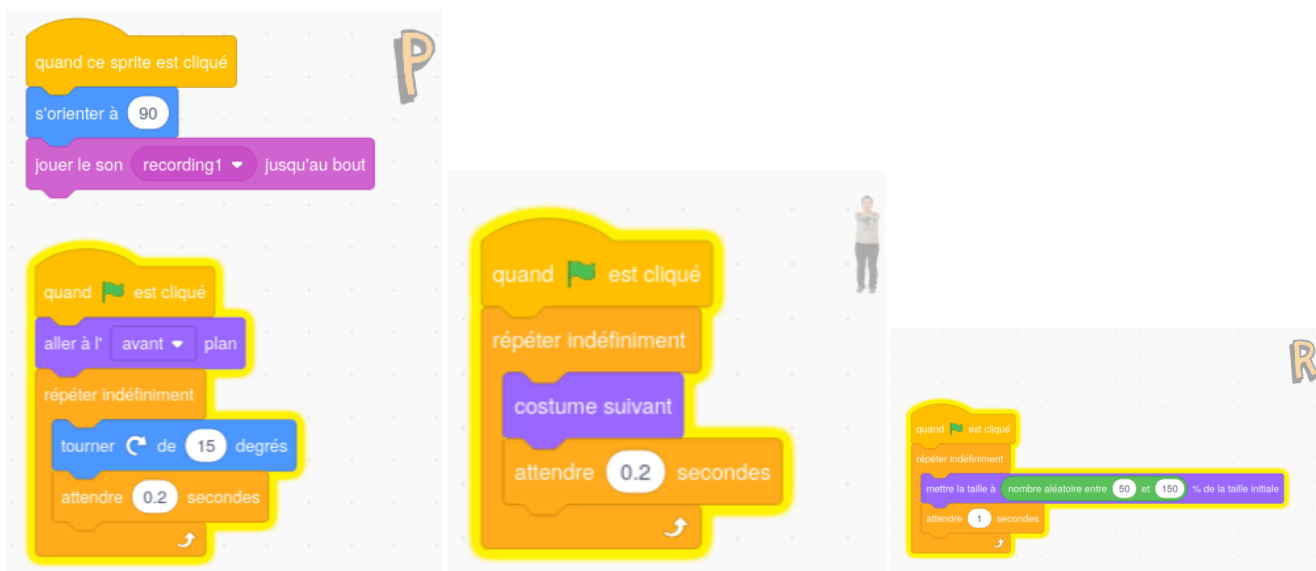 quand ce sprite est cliqué
s'orienter à 90
jouer le son recording1 jusqu'au bout
quand est cliqué
aller à l' avant plan
répéter indéfiniment
tourner de 15 degrés
attendre 0.2 secondes
P
quand est cliqué
répéter indéfiniment
costume suivant
attendre 0.2 secondes
quand est cliqué
répéter indéfiniment
mettre la taille à nombre aléatoire entre 50 et 150 % de la taille initiale
attendre 1 secondes
R